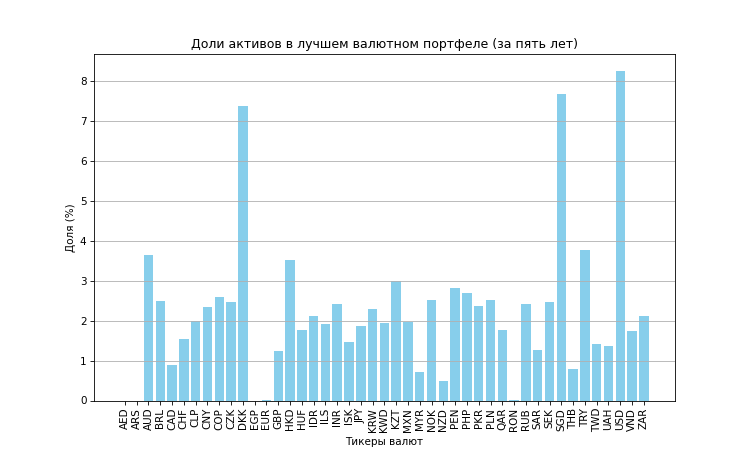 Доли активов в лучшем валютном портфеле (за пять лет)
Доля (%)
8
7
6
5
4
3
2
1
0
AED
ARS
AUD
BRL
CAD
CHF
CLP
CNY
COP
CZK
DKK
EGP
EUR
GBP
HKD
HUF
IDR
ILS
INR
ISK
JPY
KRW
KWD
KZT
MXN
MYR
NOK
NZD
PEN
PHP
PKR
PLN
QAR
RON
RUB
SAR
SEK
SGD
THB
TRY
TWD
UAH
USD
VND
ZAR
Тикеры валют